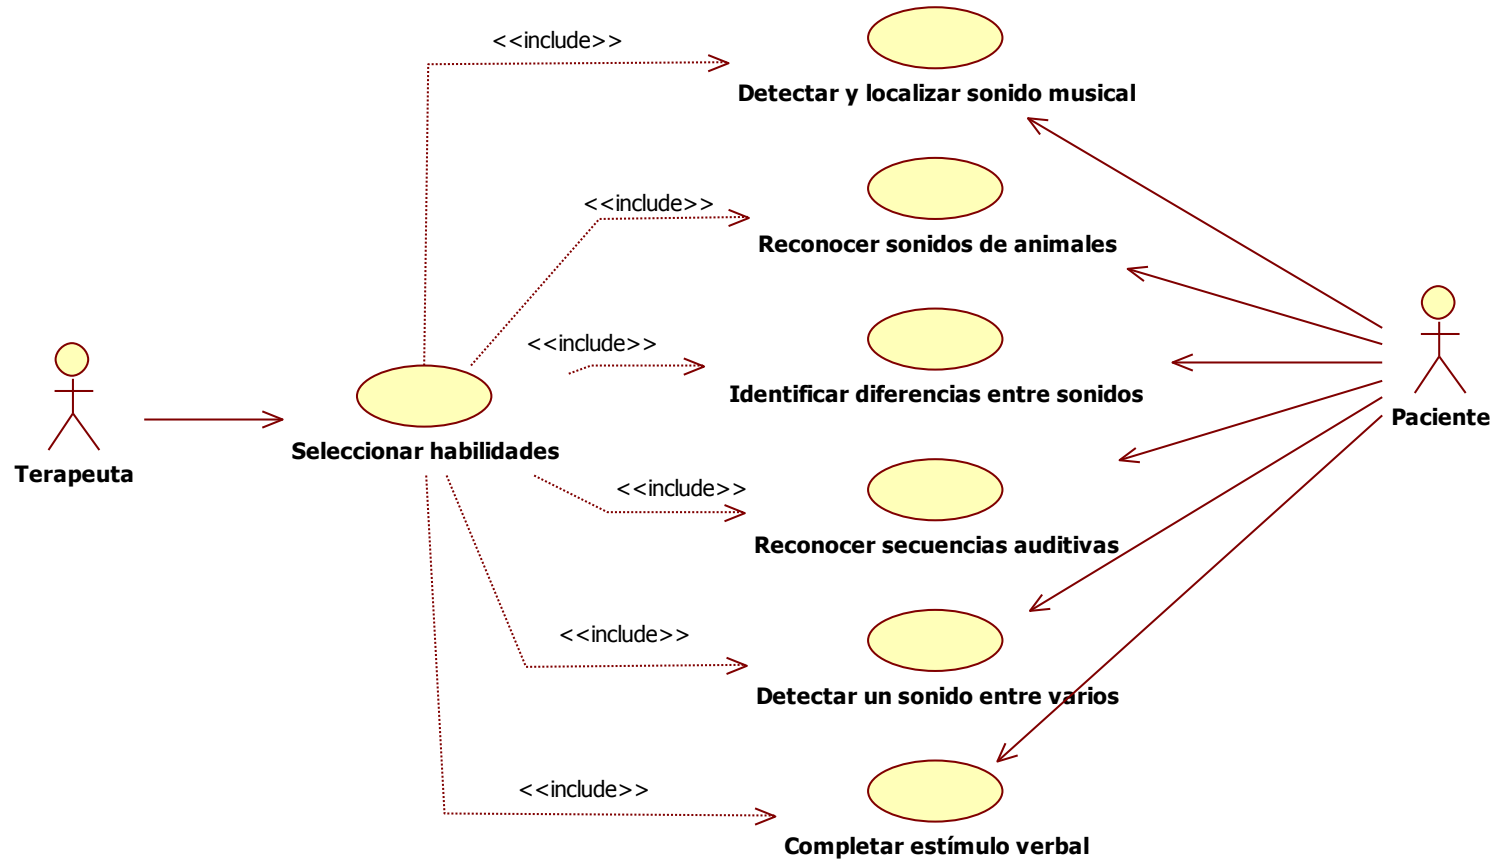 <<include>>
Detectar y localizar sonido musical
<<include>>
Reconocer sonidos de animales
<<include>>
Identificar diferencias entre sonidos
Paciente
Seleccionar habilidades
Terapeuta
<<include>>
Reconocer secuencias auditivas
<<include>>
Detectar un sonido entre varios
<<include>>
Completar estímulo verbal